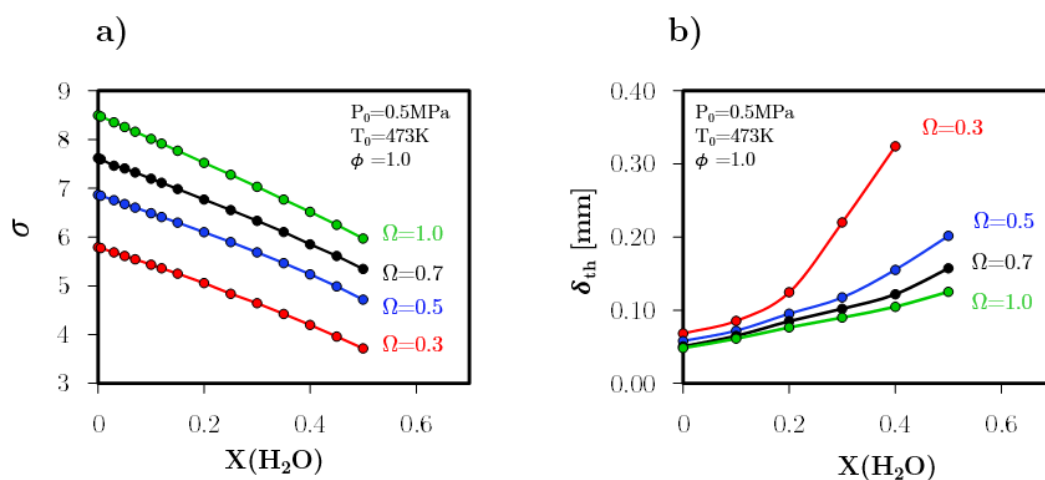 a)
9
8
7
6
5
4
3
σ
P₀=0.5MPa
T₀=473K
ϕ =1.0
Ω=1.0
Ω=0.7
Ω=0.5
Ω=0.3
0 0.2 0.4 0.6
X(H₂O)
b)
0.40
0.30
0.20
0.10
0.00
δth [mm]
P₀=0.5MPa
T₀=473K
ϕ =1.0
Ω=0.3
Ω=0.5
Ω=0.7
Ω=1.0
0 0.2 0.4 0.6
X(H₂O)